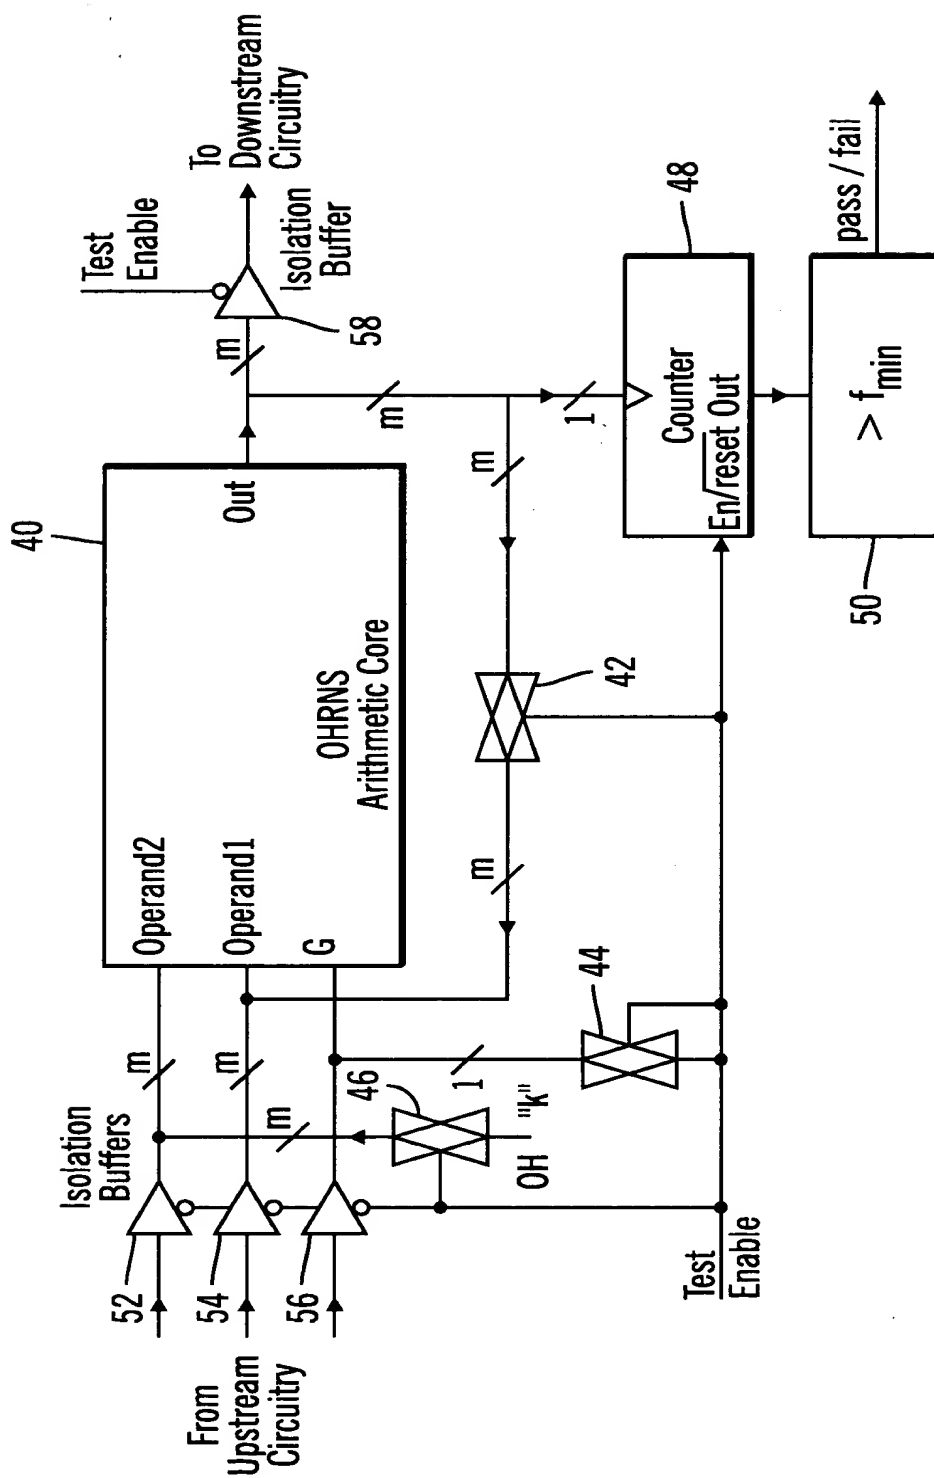 40
Operand2
Operand1
G
OHRNS
Arithmetic Core
Out
Isolation
Buffers
52
54
56
From
Upstream
Circuitry
m
m
m
46
1
44
OH "k"
Test
Enable
m
42
m
m
m
58
Test
Enable
To
Downstream
Circuitry
Isolation
Buffer
1
48
Counter
En/reset Out
50
> fmin
pass / fail